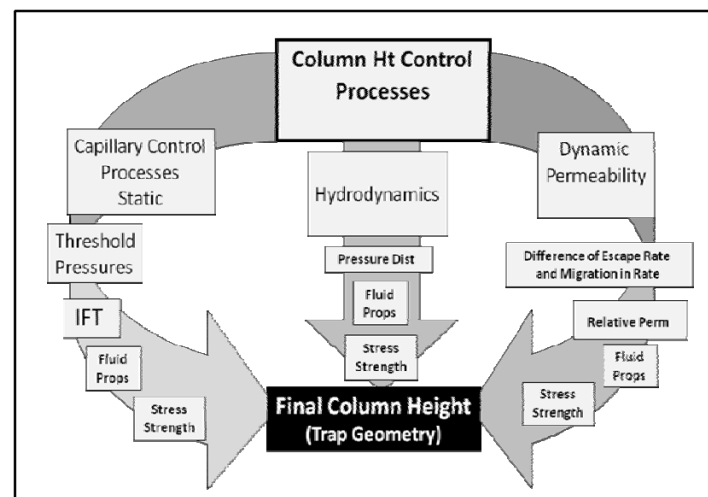 Column Ht Control
Processes
Capillary Control
Processes
Static
Threshold
Pressures
IFT
Fluid
Props
Stress
Strength
Hydrodynamics
Pressure Dist
Fluid
Props
Stress
Strength
Dynamic
Permeability
Difference of Escape Rate
and Migration in Rate
Relative Perm
Fluid
Props
Stress
Strength
Final Column Height
(Trap Geometry)